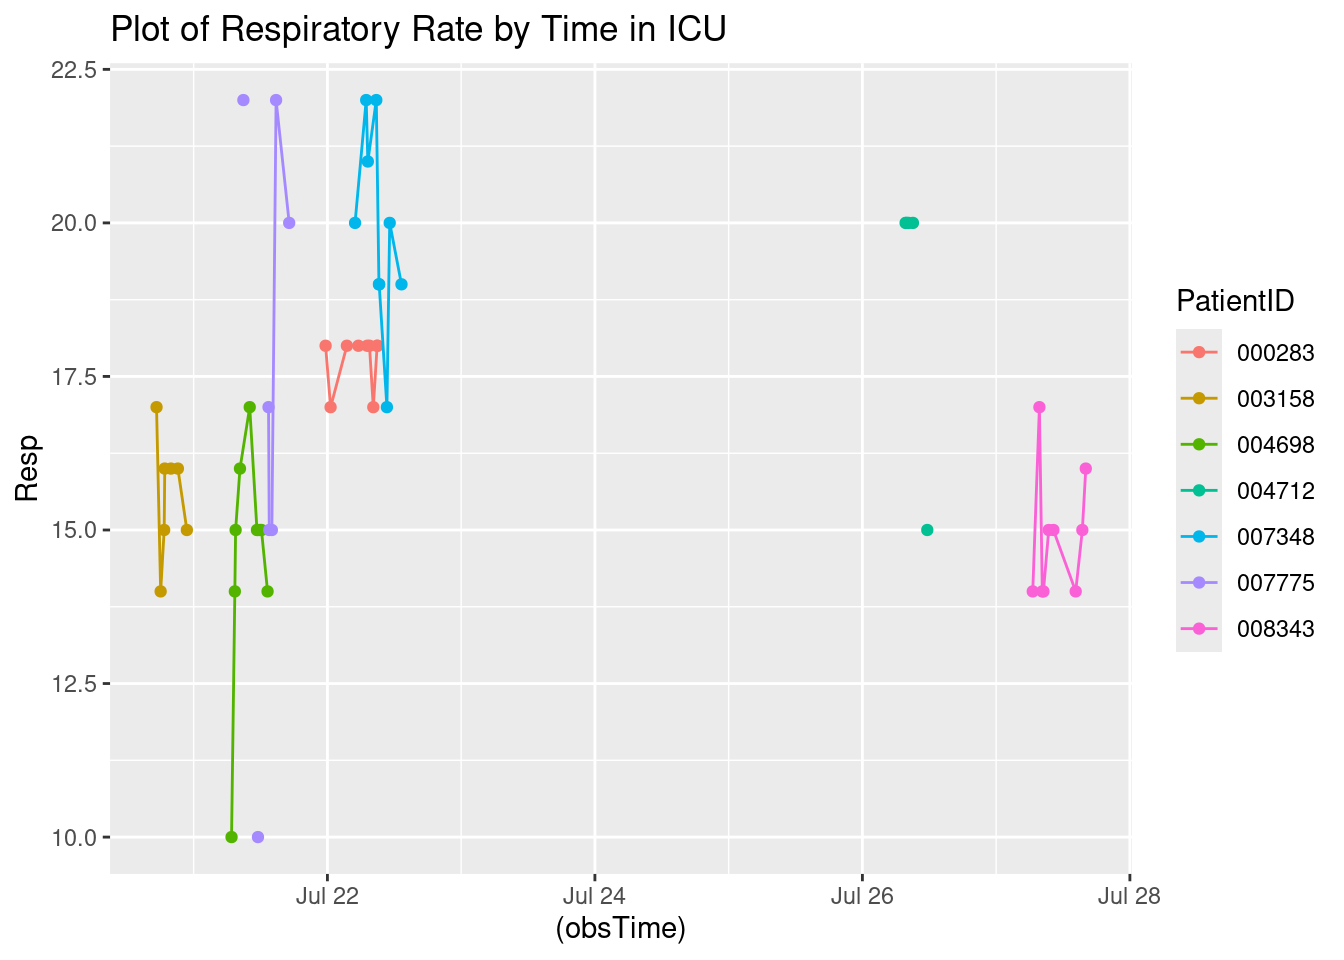 Plot of Respiratory Rate by Time in ICU
22.5
20.0
17.5
15.0
12.5
10.0
Resp
Jul 22
Jul 24
Jul 26
Jul 28
(obsTime)
PatientID
000283
003158
004698
004712
007348
007775
008343